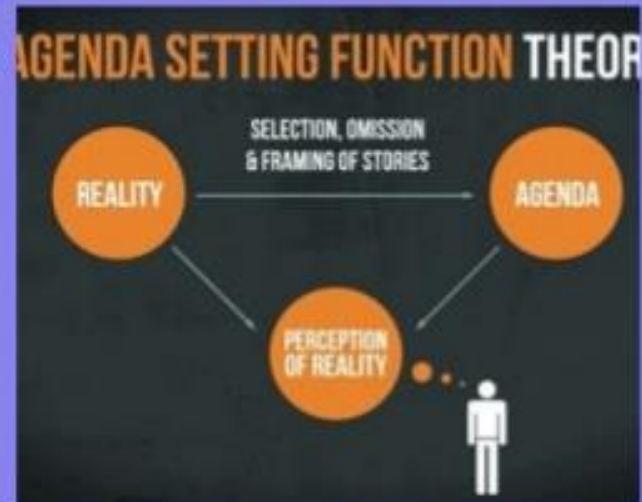 AGENDA SETTING FUNCTION THEOR
SELECTION, OMISSION
& FRAMING OF STORIES
REALITY
AGENDA
PERCEPTION
OF REALITY